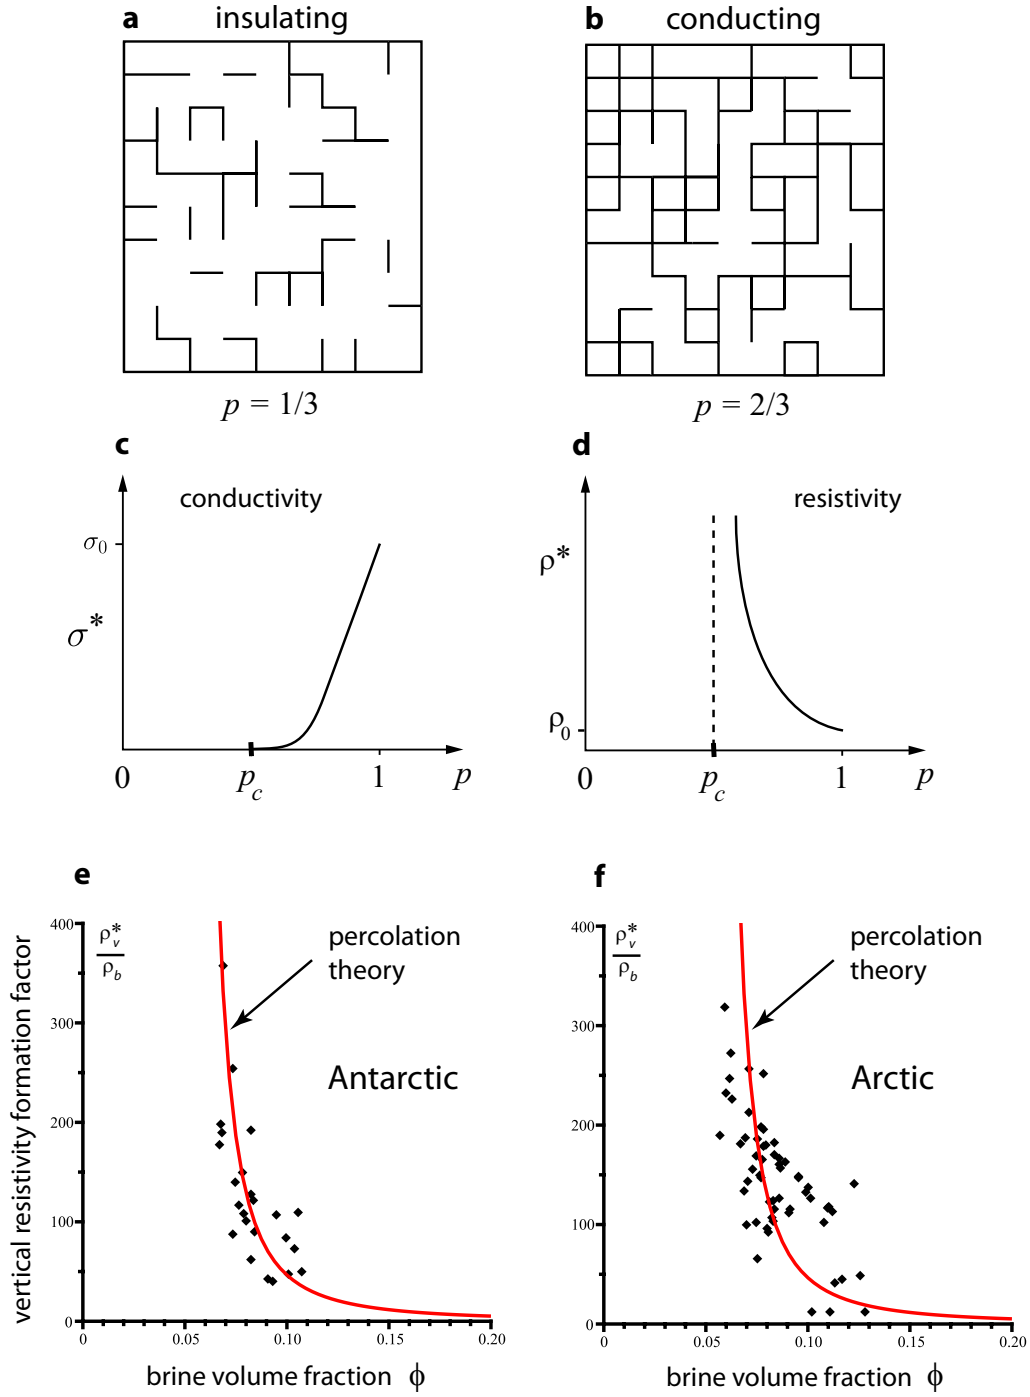 a insulating
b conducting
p = 1/3
p = 2/3
c
d
conductivity
resistivity
σ0
σ*
0
pc
1
p
ρ*
ρ0
0
pc
1
p
e
f
vertical resistivity formation factor
400
300
200
100
0
ρv*
ρb
percolation
theory
Antarctic
0
0.05
0.10
0.15
0.20
brine volume fraction ϕ
400
300
200
100
0
ρv*
ρb
percolation
theory
Arctic
0
0.05
0.10
0.15
0.20
brine volume fraction ϕ